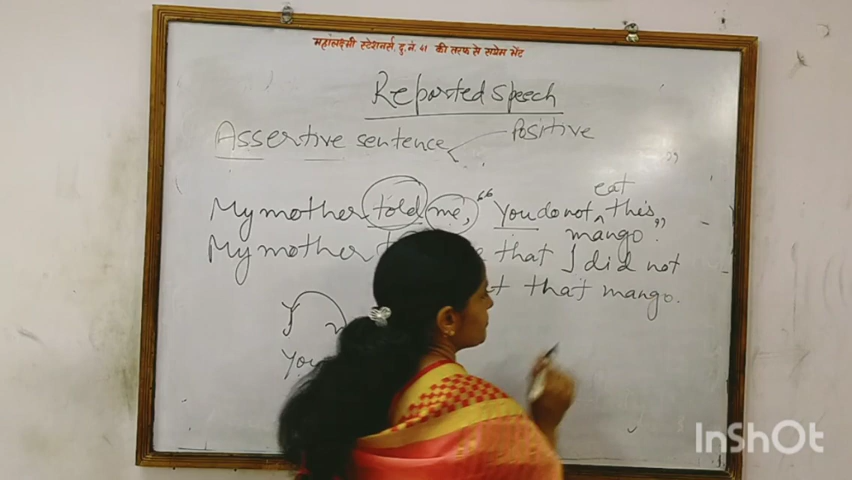 महालक्ष्मी स्टेशनर्स, दु. नं. 41 की तरफ से सप्रेम भेंट
Reported speech
Assertive sentence Positive
eat
My mother told me, “You do not ^ this
mango.”
My mother that I did not
that mango.
You
InShOt